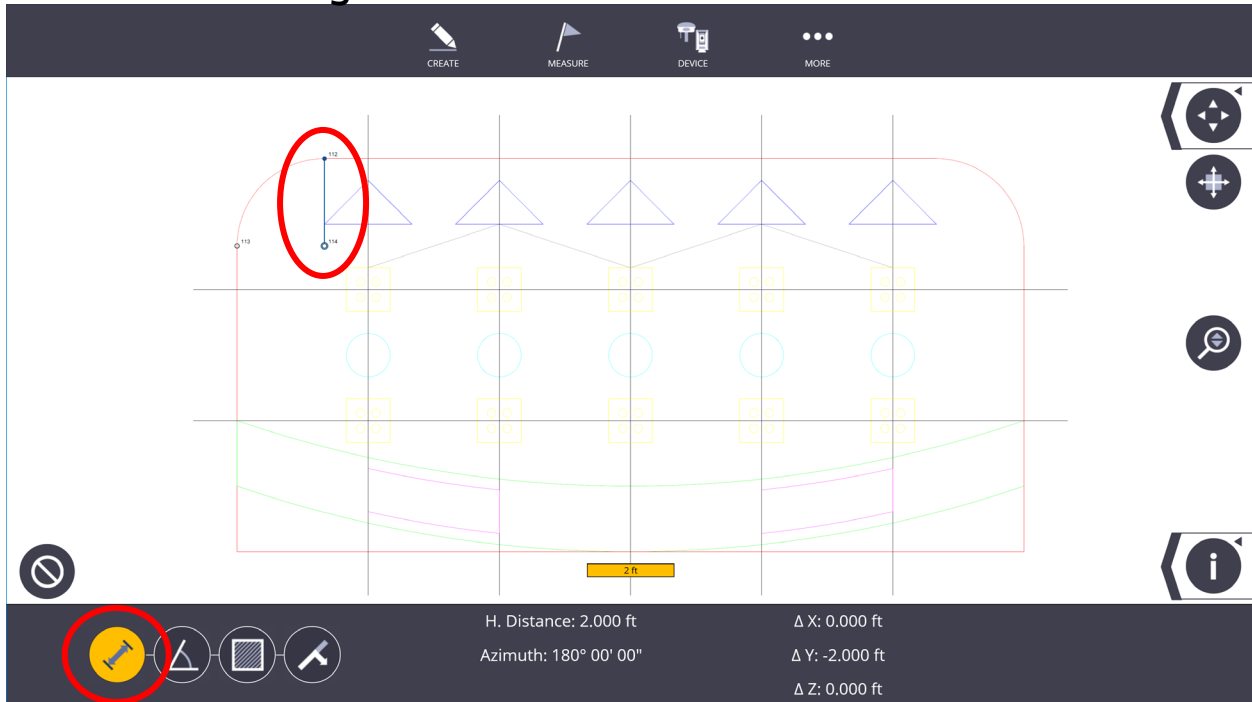 CREATE
MEASURE
DEVICE
MORE
112
113
114
2 ft
H. Distance: 2.000 ft
Δ X: 0.000 ft
Azimuth: 180° 00' 00"
Δ Y: -2.000 ft
Δ Z: 0.000 ft